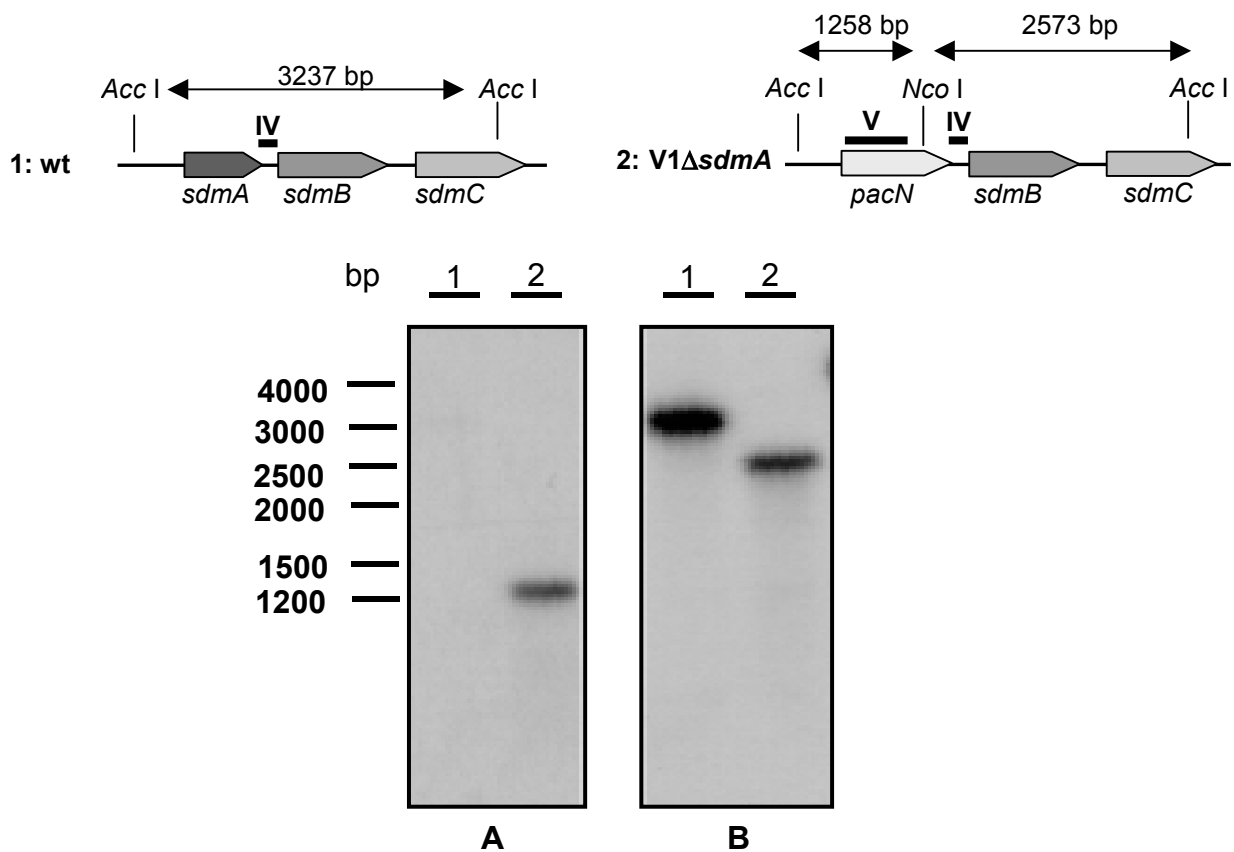 1258 bp
2573 bp
3237 bp
Acc I
Acc I
Acc I
Nco I
Acc I
IV
V
IV
1: wt
2: V1ΔsdmA
sdmA
sdmB
sdmC
pacN
sdmB
sdmC
bp
1
2
1
2
4000
3000
2500
2000
1500
1200
A
B